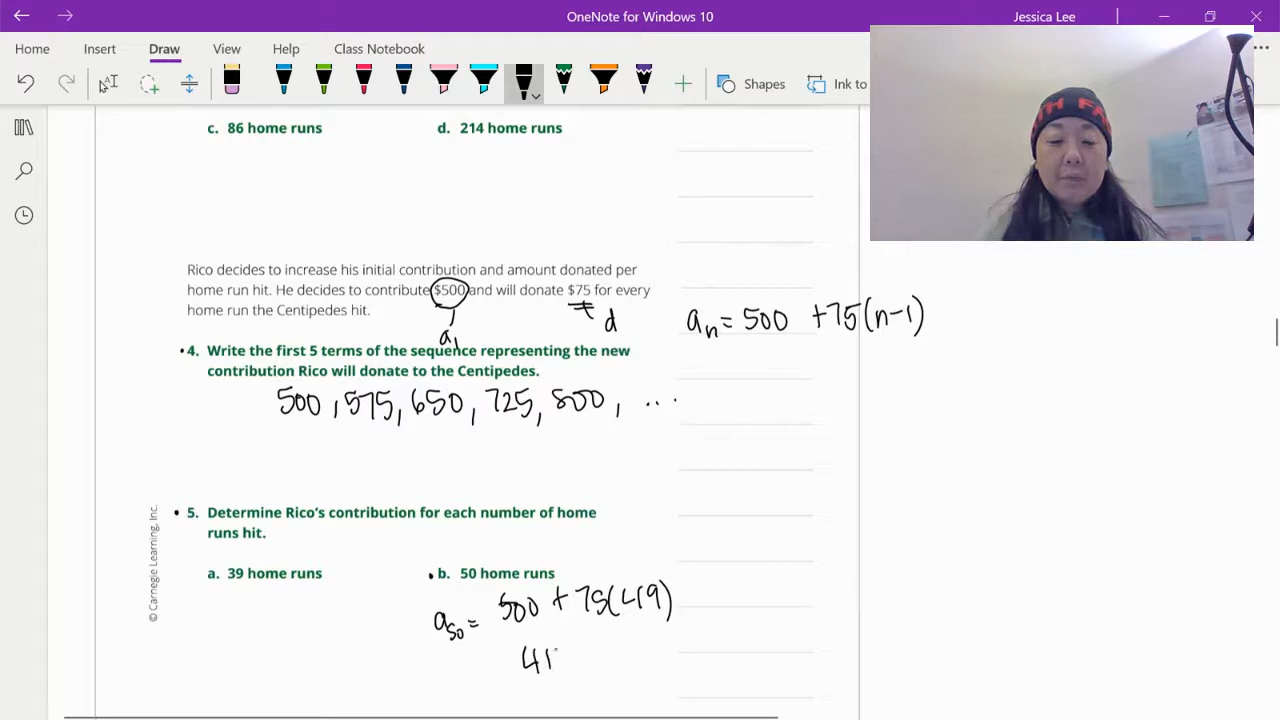 OneNote for Windows 10
Jessica Lee
Home Insert Draw View Help Class Notebook
Shapes Ink to
c. 86 home runs d. 214 home runs
Rico decides to increase his initial contribution and amount donated per
home run hit. He decides to contribute $500 and will donate $75 for every
home run the Centipedes hit.
d
a₁
aₙ = 500 +75(n-1)
4. Write the first 5 terms of the sequence representing the new
contribution Rico will donate to the Centipedes.
500, 575, 650, 725, 800, ...
5. Determine Rico's contribution for each number of home
runs hit.
a. 39 home runs b. 50 home runs
a₅₀ = 500 + 75(49)
41
© Carnegie Learning, Inc.